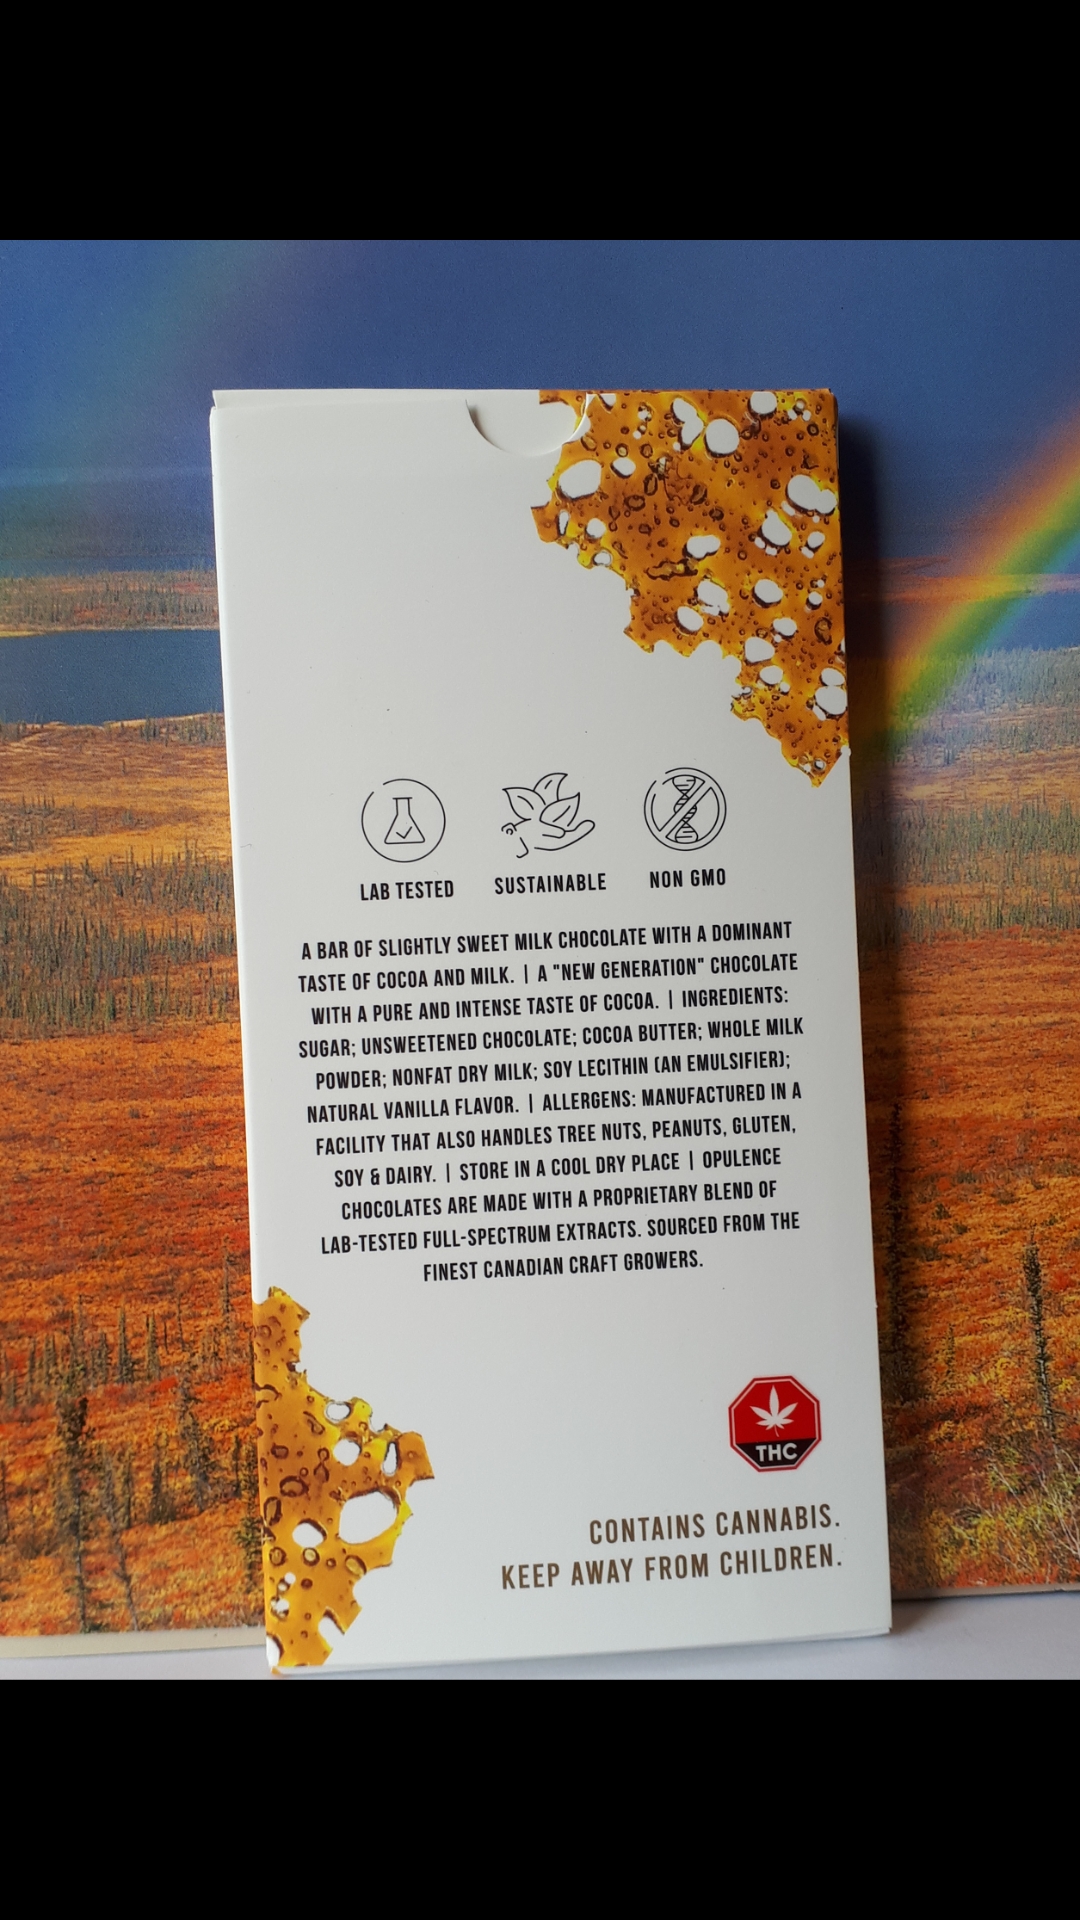 LAB TESTED
SUSTAINABLE
NON GMO
A BAR OF SLIGHTLY SWEET MILK CHOCOLATE WITH A DOMINANT
TASTE OF COCOA AND MILK. | A "NEW GENERATION" CHOCOLATE
WITH A PURE AND INTENSE TASTE OF COCOA. | INGREDIENTS:
SUGAR; UNSWEETENED CHOCOLATE; COCOA BUTTER; WHOLE MILK
POWDER; NONFAT DRY MILK; SOY LECITHIN (AN EMULSIFIER);
NATURAL VANILLA FLAVOR. | ALLERGENS: MANUFACTURED IN A
FACILITY THAT ALSO HANDLES TREE NUTS, PEANUTS, GLUTEN,
SOY & DAIRY. | STORE IN A COOL DRY PLACE | OPULENCE
CHOCOLATES ARE MADE WITH A PROPRIETARY BLEND OF
LAB-TESTED FULL-SPECTRUM EXTRACTS. SOURCED FROM THE
FINEST CANADIAN CRAFT GROWERS.
THC
CONTAINS CANNABIS.
KEEP AWAY FROM CHILDREN.